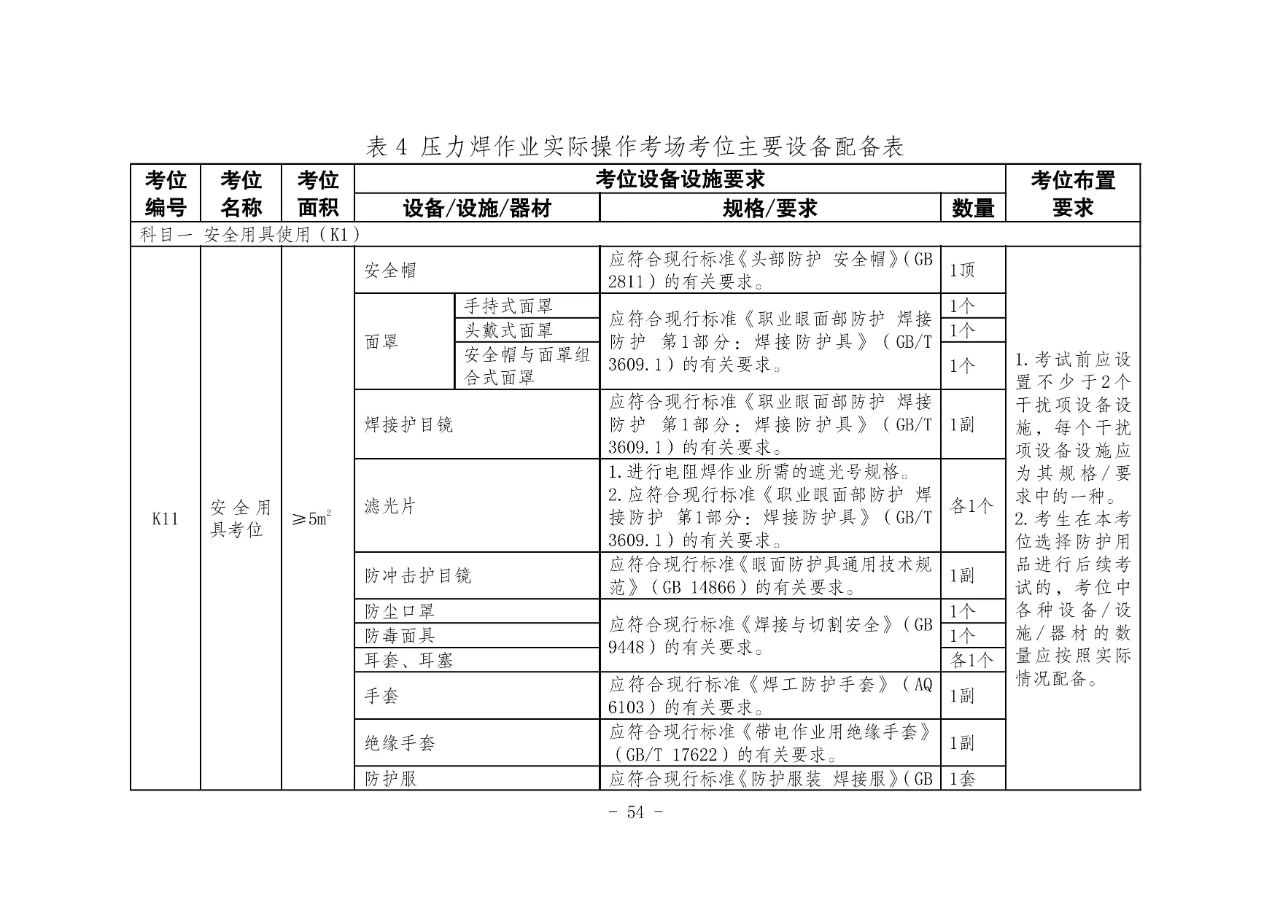 表 4 压力焊作业实际操作考场考位主要设备配备表
考位
编号
考位
名称
考位
面积
考位设备设施要求
考位布置
要求
设备/设施/器材
规格/要求
数量
科目一 安全用具使用（K1）
K11
安全用
具考位
≥5m²
安全帽
应符合现行标准《头部防护 安全帽》（GB
2811）的有关要求。
1顶
面罩
手持式面罩
1个
头戴式面罩
1个
安全帽与面罩组
合式面罩
1个
应符合现行标准《职业眼面部防护 焊接
防护 第1部分：焊接防护具》（GB/T
3609.1）的有关要求。
焊接护目镜
应符合现行标准《职业眼面部防护 焊接
防护 第1部分：焊接防护具》（GB/T
3609.1）的有关要求。
1副
滤光片
1.进行电阻焊作业所需的遮光号规格。
2.应符合现行标准《职业眼面部防护 焊
接防护 第1部分：焊接防护具》（GB/T
3609.1）的有关要求。
各1个
防冲击护目镜
应符合现行标准《眼面防护具通用技术规
范》（GB 14866）的有关要求。
1副
防尘口罩
1个
防毒面具
1个
耳套、耳塞
各1个
应符合现行标准《焊接与切割安全》（GB
9448）的有关要求。
手套
应符合现行标准《焊工防护手套》（AQ
6103）的有关要求。
1副
绝缘手套
应符合现行标准《带电作业用绝缘手套》
（GB/T 17622）的有关要求。
1副
防护服
应符合现行标准《防护服装 焊接服》（GB
1套
1.考试前应设
置不少于2个
干扰项设备设
施，每个干扰
项设备设施应
为其规格/要
求中的一种。
2.考生在本考
位选择防护用
品进行后续考
试的，考位中
各种设备/设
施/器材的数
量应按照实际
情况配备。
- 54 -